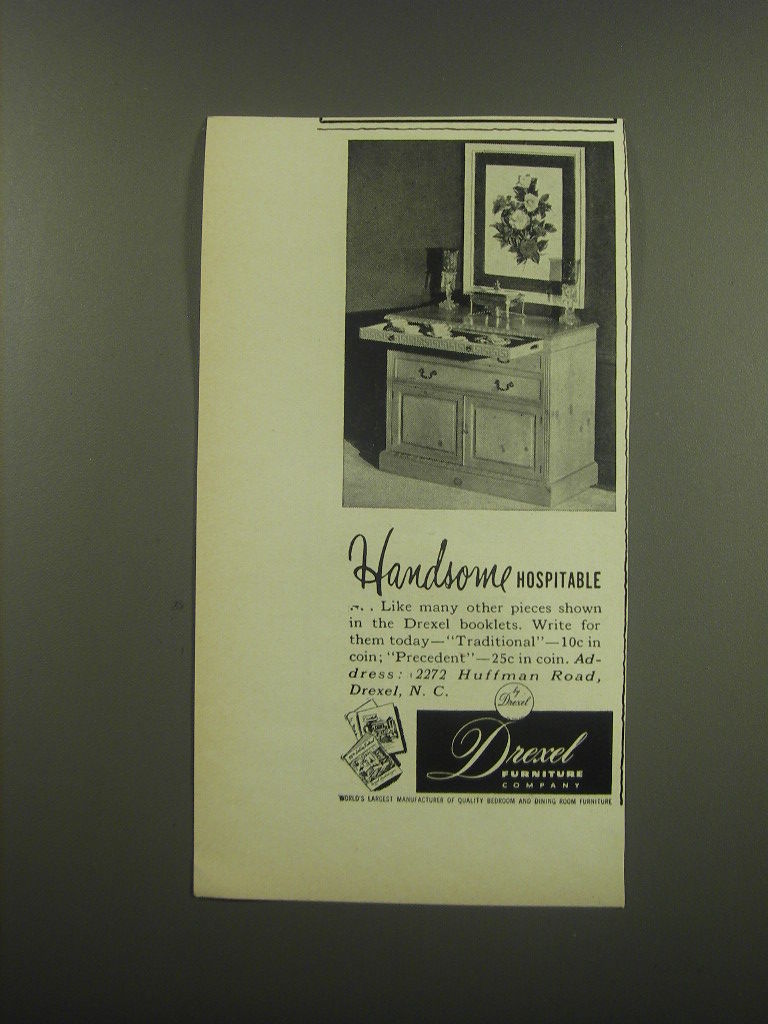 Handsome HOSPITABLE
... Like many other pieces shown
in the Drexel booklets. Write for
them today—"Traditional"—10c in
coin; "Precedent"—25c in coin. Ad-
dress: 2272 Huffman Road,
Drexel, N. C.
by
Drexel
Drexel
FURNITURE
COMPANY
WORLD'S LARGEST MANUFACTURER OF QUALITY BEDROOM AND DINING ROOM FURNITURE